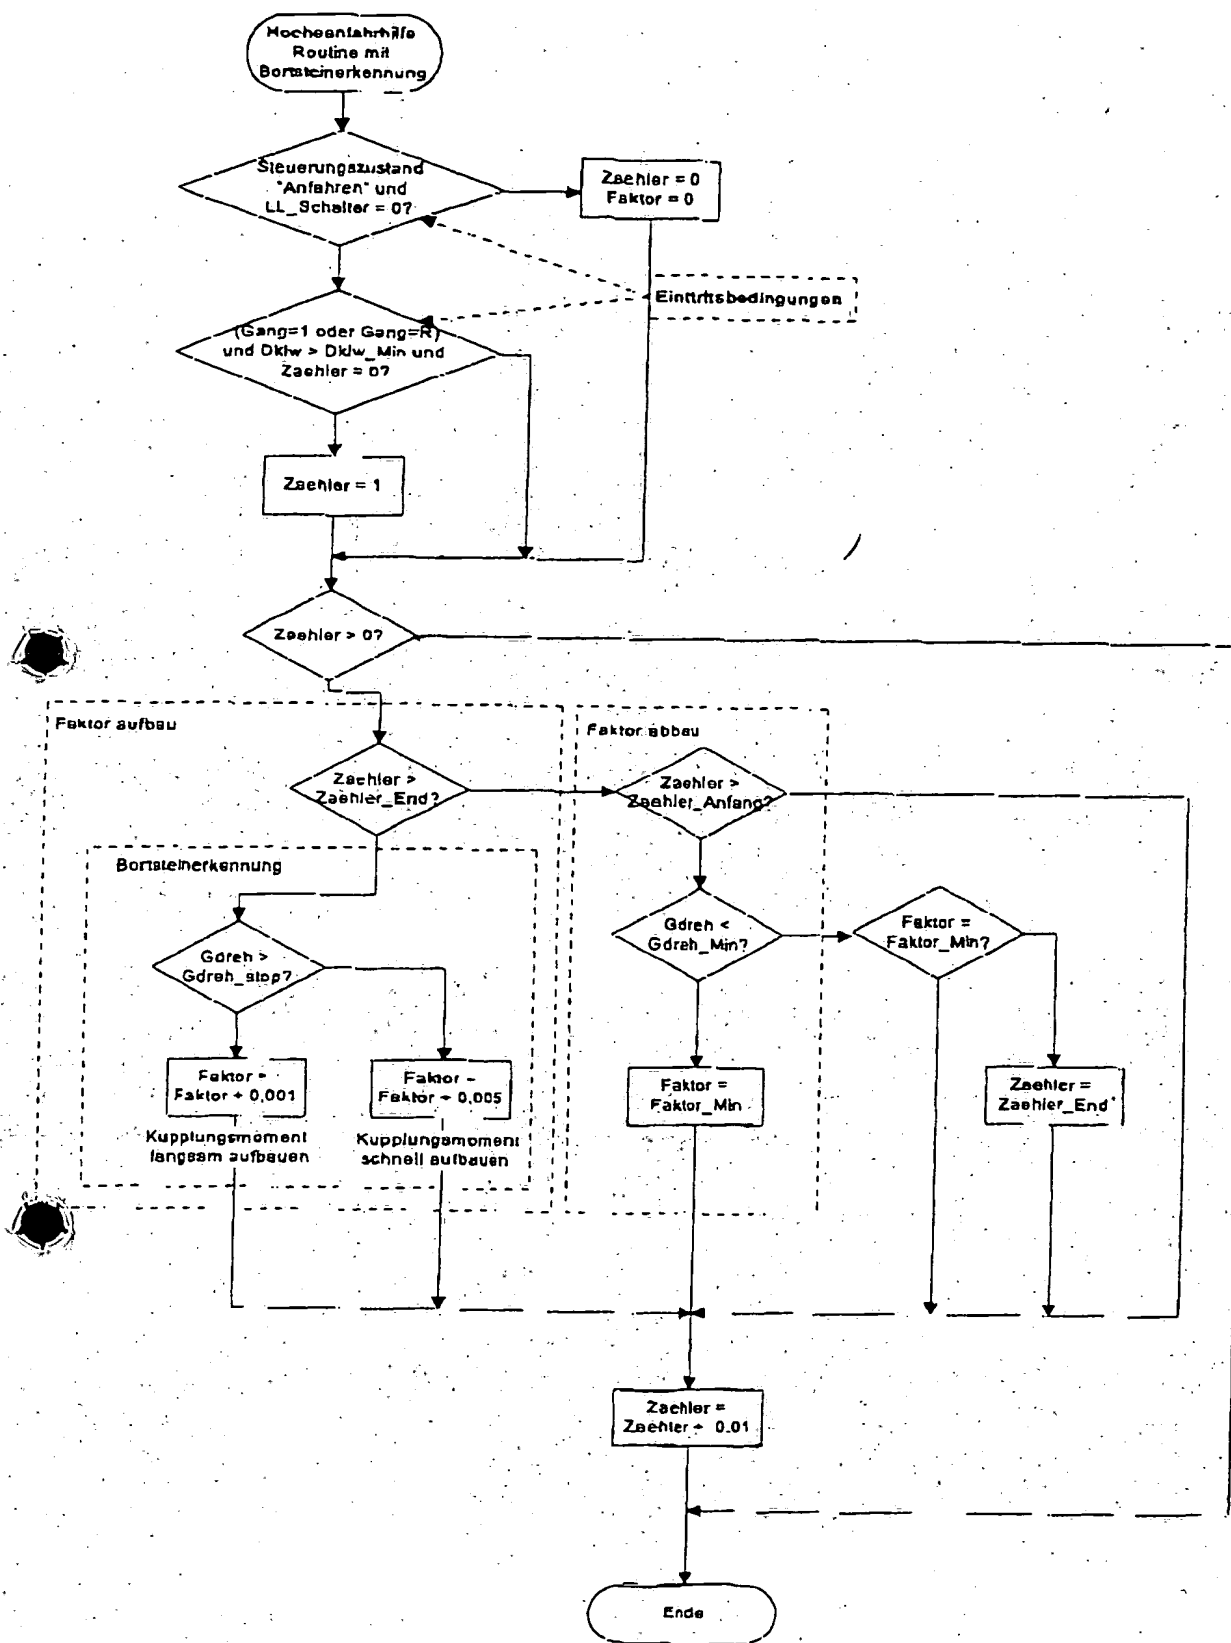 Hocheanfahrhilfe
Routine mit
Bortsteinerkennung
Steuerungszustand
"Anfahren" und
LL_Schalter = 0?
Zaehler = 0
Faktor = 0
Eintrittsbedingungen
(Gang=1 oder Gang=R)
und Dklw > Dklw_Min und
Zaehler = 0?
Zaehler = 1
Zaehler > 0?
Faktor aufbau
Faktor abbau
Zaehler >
Zaehler_End?
Zaehler >
Zaehler_Anfang?
Bortsteinerkennung
Gdreh >
Gdreh_stop?
Gdreh <
Gdreh_Min?
Faktor =
Faktor_Min?
Faktor =
Faktor + 0,001
Faktor =
Faktor + 0,005
Faktor =
Faktor_Min
Zaehler =
Zaehler_End
Kupplungsmoment
langsam aufbauen
Kupplungsmoment
schnell aufbauen
Zaehler =
Zaehler + 0.01
Ende